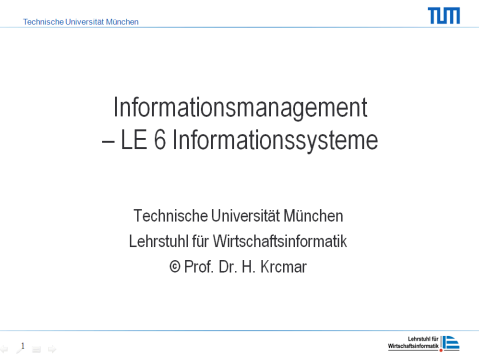 Technische Universität München
TUM
Informationsmanagement
– LE 6 Informationssysteme
Technische Universität München
Lehrstuhl für Wirtschaftsinformatik
© Prof. Dr. H. Krcmar
1
Lehrstuhl für
Wirtschaftsinformatik